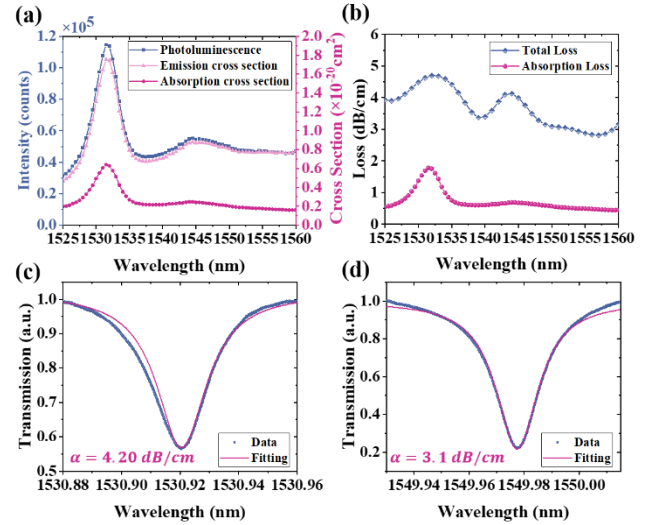 (a)
×10⁵
1.2
1.0
0.8
0.6
0.4
0.2
0.0
Intensity (counts)
Photoluminescence
Emission cross section
Absorption cross section
2.0
1.8
1.6
1.4
1.2
1.0
0.8
0.6
0.4
0.2
0.0
Cross Section (×10⁻²⁰cm²)
1525 1530 1535 1540 1545 1551 1555 1560
Wavelength (nm)
(b)
6
5
4
3
2
1
0
Loss (dB/cm)
Total Loss
Absorption Loss
1525 1530 1535 1540 1545 1551 1555 1560
Wavelength (nm)
(c)
1.0
0.9
0.8
0.7
0.6
0.5
Transmission (a.u.)
Data
Fitting
α = 4.20 dB/cm
1530.88 1530.90 1530.92 1530.94 1530.96
Wavelength (nm)
(d)
1.0
0.8
0.6
0.4
0.2
Transmission (a.u.)
Data
Fitting
α = 3.1 dB/cm
1549.94 1549.96 1549.98 1550.00
Wavelength (nm)